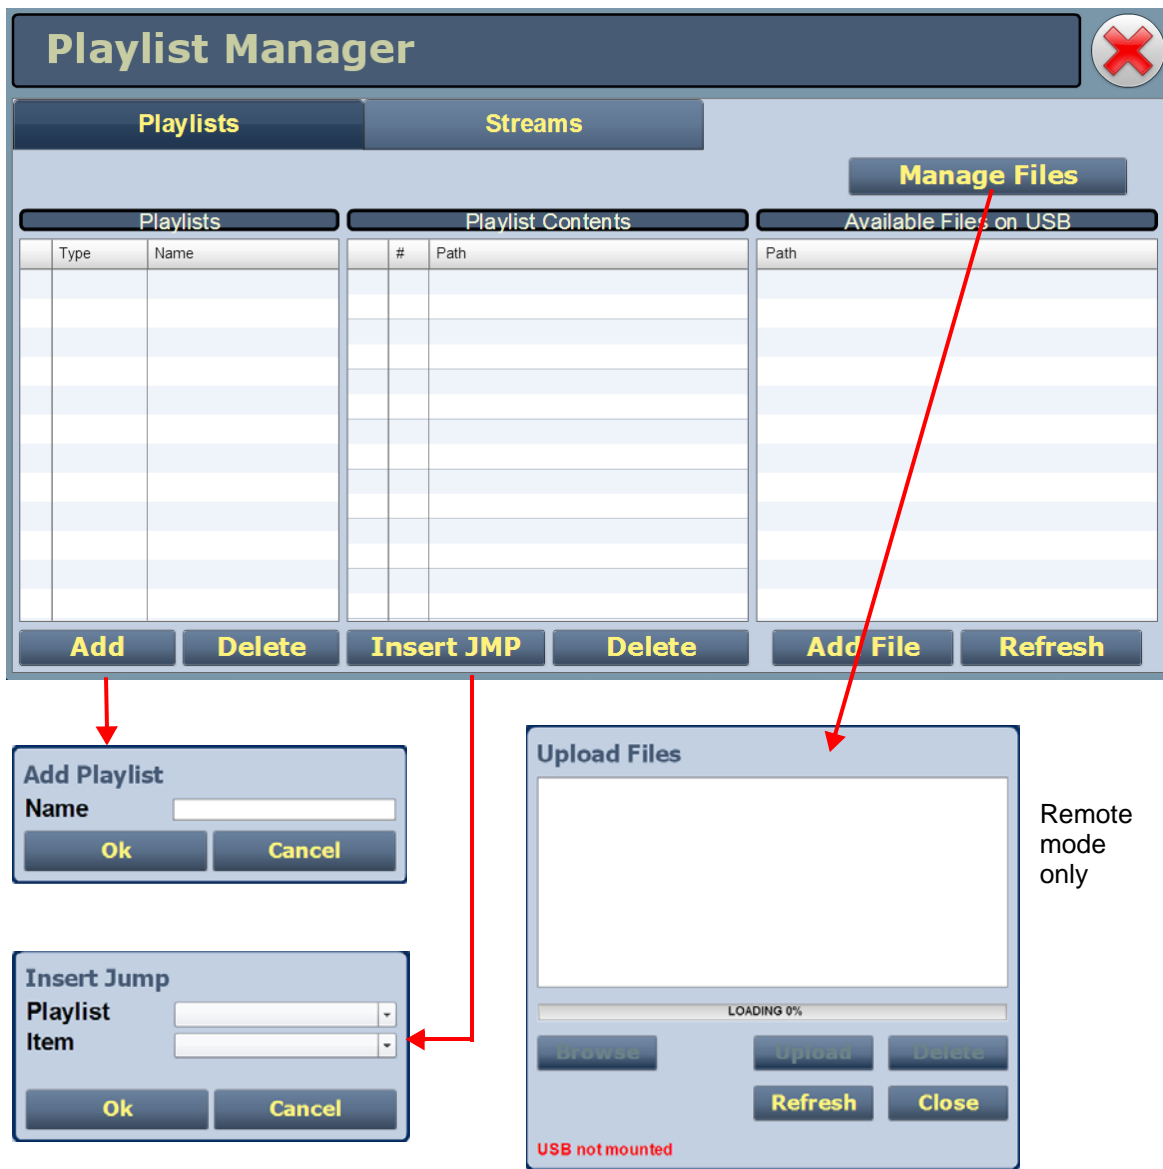 Playlist Manager
Playlists
Streams
Manage Files
Playlists
Playlist Contents
Available Files on USB
Type
Name
#
Path
Path
Add
Delete
Insert JMP
Delete
Add File
Refresh
Add Playlist
Name
Ok
Cancel
Insert Jump
Playlist
Item
Ok
Cancel
Upload Files
LOADING 0%
Browse
Upload
Delete
Refresh
Close
USB not mounted
Remote
mode
only